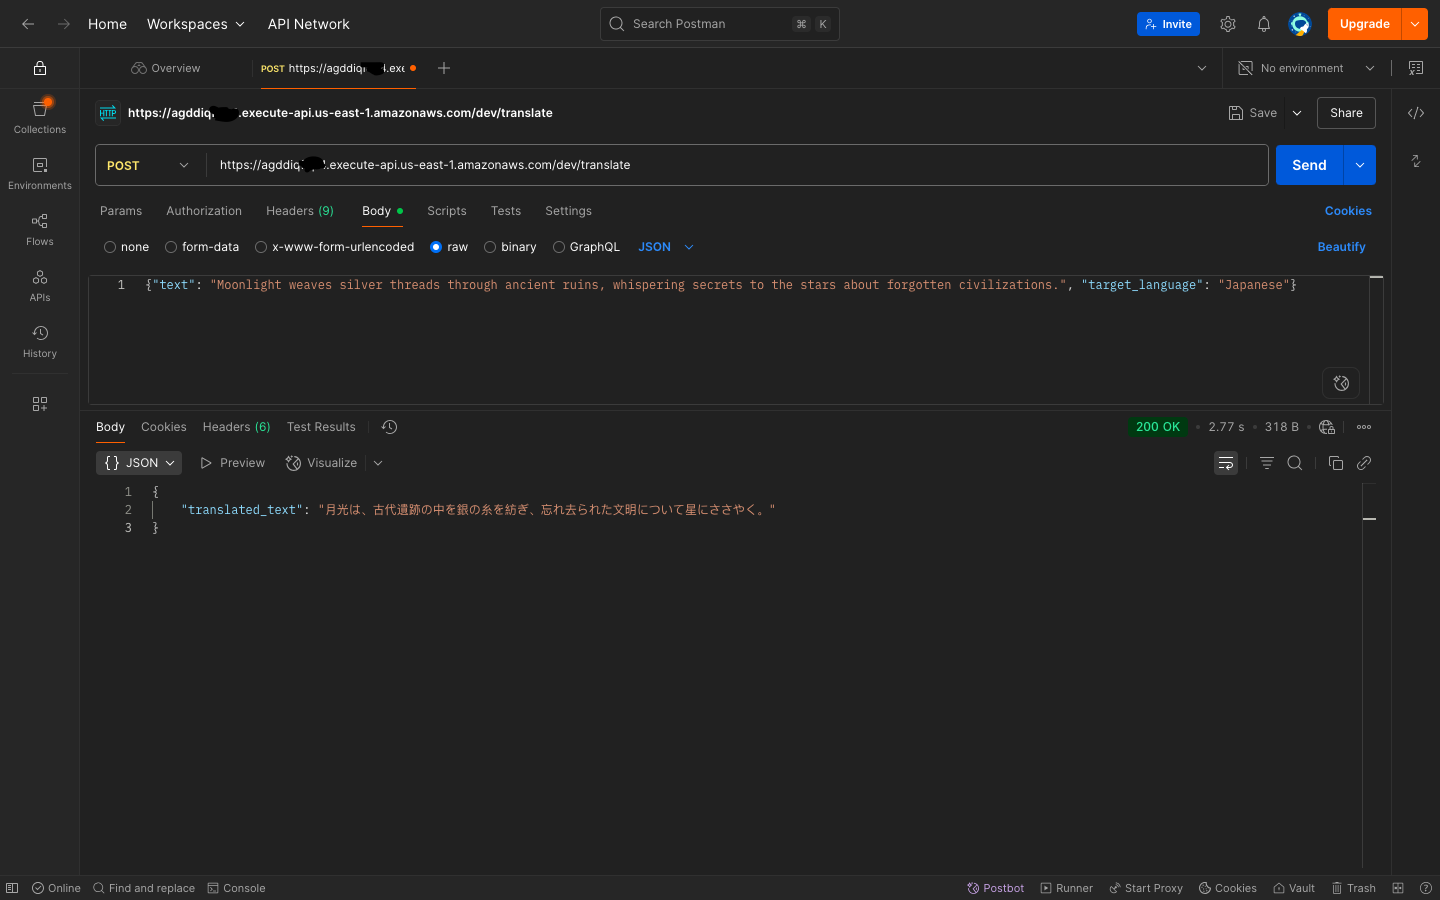 Home Workspaces API Network Search Postman ⌘ K Invite Upgrade
Overview POST https://agddiq .exe No environment
HTTP https://agddiq .execute-api.us-east-1.amazonaws.com/dev/translate Save Share
POST https://agddiq .execute-api.us-east-1.amazonaws.com/dev/translate Send
Params Authorization Headers (9) Body Scripts Tests Settings Cookies
none form-data x-www-form-urlencoded raw binary GraphQL JSON Beautify
1 {"text": "Moonlight weaves silver threads through ancient ruins, whispering secrets to the stars about forgotten civilizations.", "target_language": "Japanese"}
Collections
Environments
Flows
APIs
History
Body Cookies Headers (6) Test Results 200 OK 2.77 s 318 B
{ } JSON Preview Visualize
1 {
2 "translated_text": "月光は、古代遺跡の中を銀の糸を紡ぎ、忘れ去られた文明について星にささやく。"
3 }
Online Find and replace Console Postbot Runner Start Proxy Cookies Vault Trash